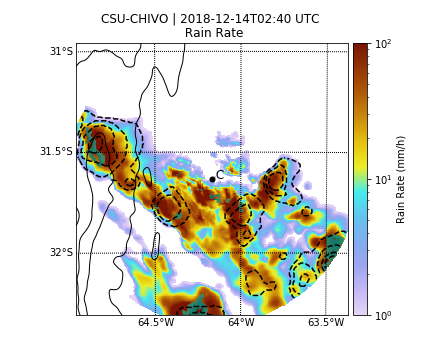 CSU-CHIVO | 2018-12-14T02:40 UTC
Rain Rate
31°S
31.5°S
32°S
C
64.5°W
64°W
63.5°W
10²
10¹
10⁰
Rain Rate (mm/h)